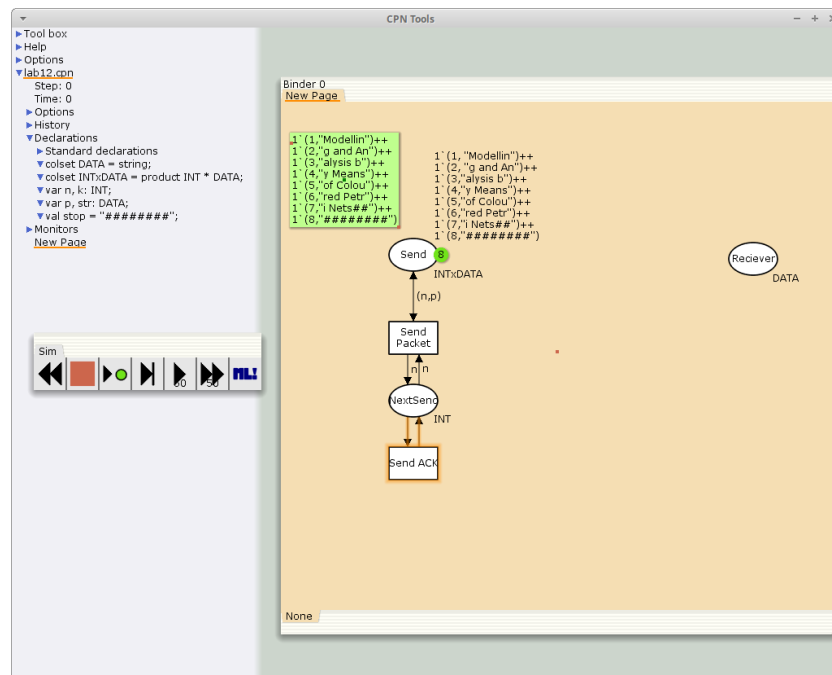 CPN Tools
Tool box
Help
Options
lab12.cpn
Step: 0
Time: 0
Options
History
Declarations
Standard declarations
colset DATA = string;
colset INTxDATA = product INT * DATA;
var n, k: INT;
var p, str: DATA;
val stop = "########";
Monitors
New Page
Sim
60
50
ML!
Binder 0
New Page
1`(1,"Modellin")++
1`(2,"g and An")++
1`(3,"alysis b")++
1`(4,"y Means")++
1`(5,"of Colou")++
1`(6,"red Petr")++
1`(7,"i Nets##")++
1`(8,"########")
1`(1, "Modellin")++
1`(2, "g and An")++
1`(3,"alysis b")++
1`(4,"y Means")++
1`(5,"of Colou")++
1`(6,"red Petr")++
1`(7,"i Nets##")++
1`(8,"########")
Send
8
INTxDATA
Reciever
DATA
(n,p)
Send
Packet
n
n
NextSend
INT
Send ACK
None